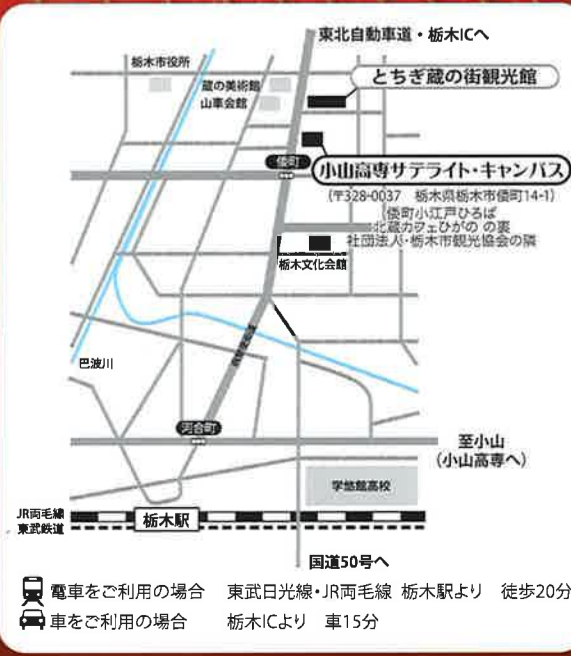 東北自動車道・栃木ICへ
栃木市役所
とちぎ蔵の街観光館
蔵の美術館
山車会館
倭町
小山高専サテライト・キャンパス
(〒328-0037 栃木県栃木市倭町14-1)
倭町小江戸ひろば
北蔵カフェひがの の裏
社団法人・栃木市観光協会の隣
栃木文化会館
巴波川
河合町
至小山
(小山高専へ)
学悠館高校
JR両毛線
東武鉄道
栃木駅
国道50号へ
電車をご利用の場合 東武日光線・JR両毛線 栃木駅より 徒歩20分
車をご利用の場合 栃木ICより 車15分